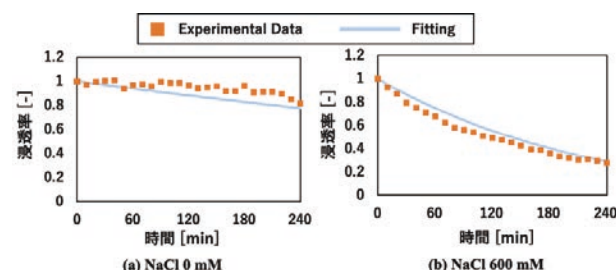 Experimental Data Fitting
浸透率 [-]
1.2
1
0.8
0.6
0.4
0.2
0
0 60 120 180 240
時間 [min]
(a) NaCl 0 mM
浸透率 [-]
1.2
1
0.8
0.6
0.4
0.2
0
0 60 120 180 240
時間 [min]
(b) NaCl 600 mM